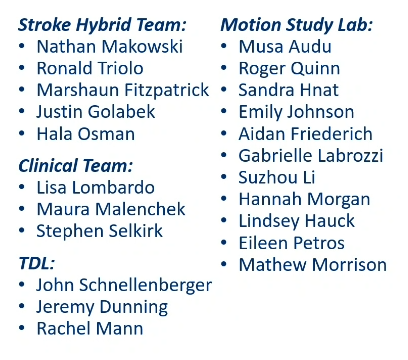 Stroke Hybrid Team:
• Nathan Makowski
• Ronald Triolo
• Marshaun Fitzpatrick
• Justin Golabek
• Hala Osman
Clinical Team:
• Lisa Lombardo
• Maura Malenchek
• Stephen Selkirk
TDL:
• John Schnellenberger
• Jeremy Dunning
• Rachel Mann
Motion Study Lab:
• Musa Audu
• Roger Quinn
• Sandra Hnat
• Emily Johnson
• Aidan Friederich
• Gabrielle Labrozzi
• Suzhou Li
• Hannah Morgan
• Lindsey Hauck
• Eileen Petros
• Mathew Morrison